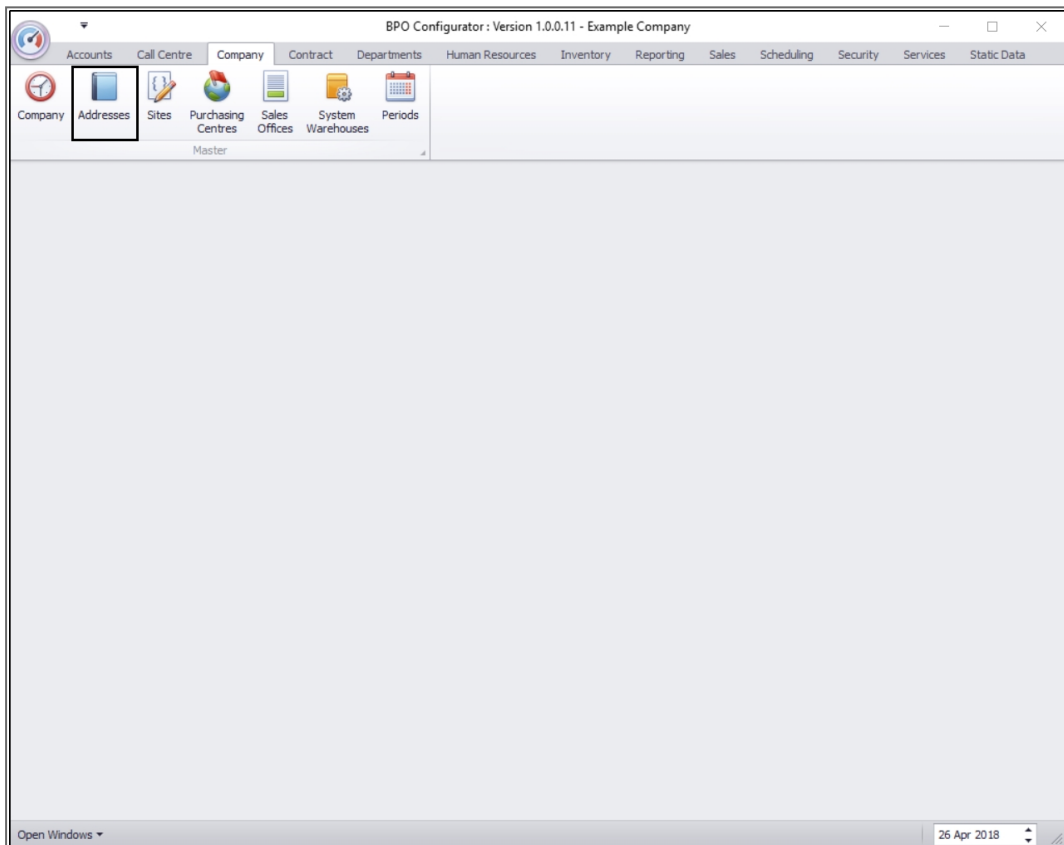 BPO Configurator : Version 1.0.0.11 - Example Company
Accounts Call Centre Company Contract Departments Human Resources Inventory Reporting Sales Scheduling Security Services Static Data
Company Addresses Sites Purchasing Centres Sales Offices System Warehouses Periods
Master
Open Windows 26 Apr 2018